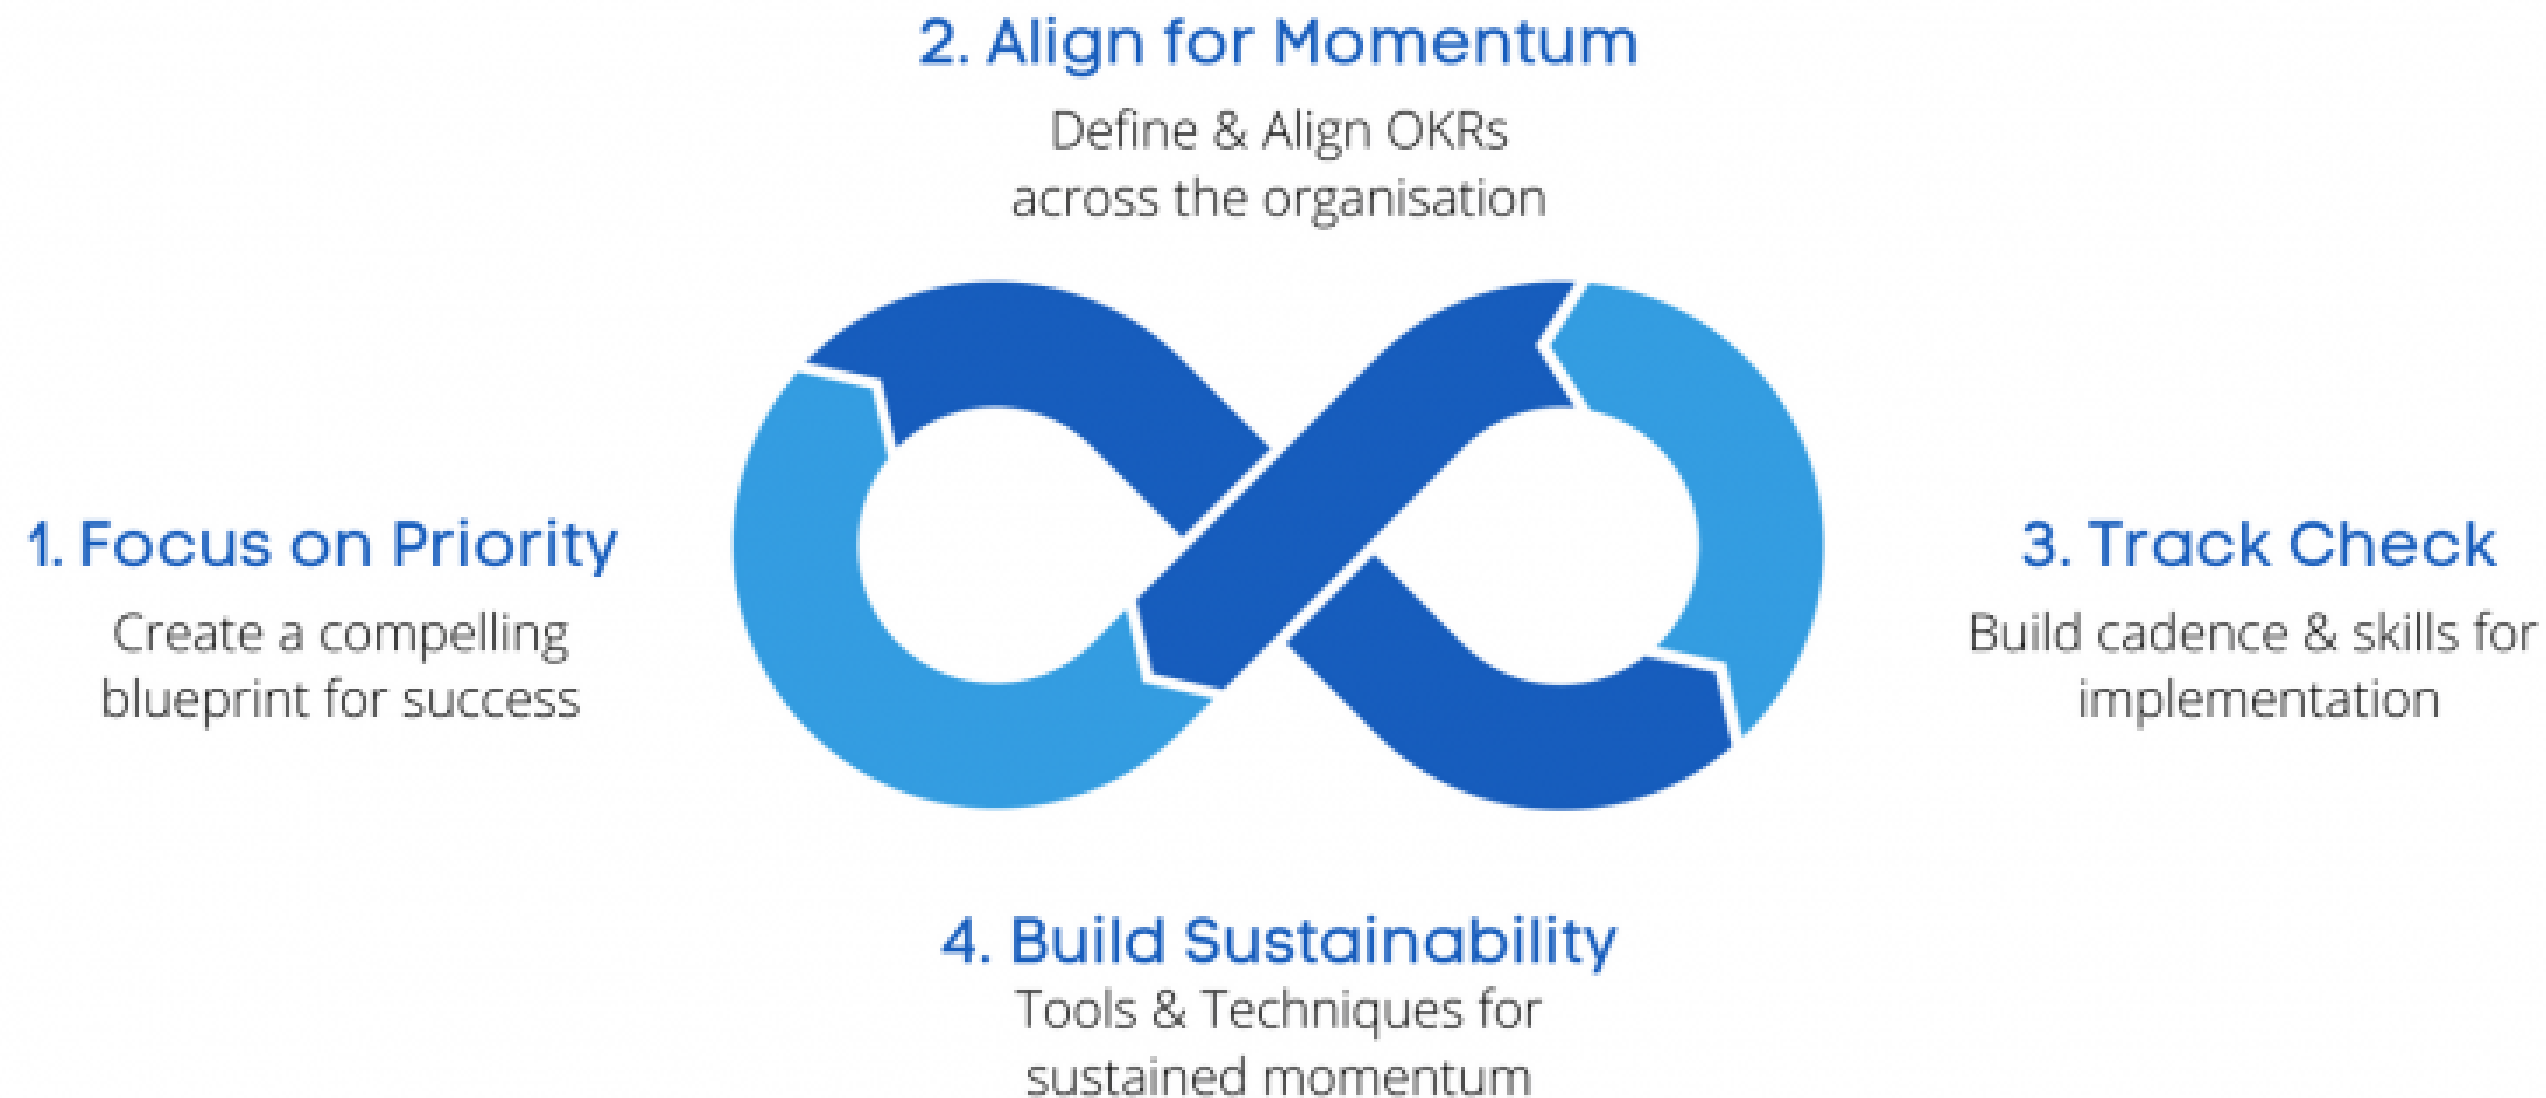 2. Align for Momentum
Define & Align OKRs
across the organisation
1. Focus on Priority
Create a compelling
blueprint for success
3. Track Check
Build cadence & skills for
implementation
4. Build Sustainability
Tools & Techniques for
sustained momentum